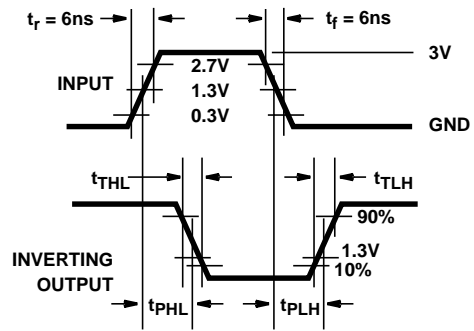 tr = 6ns
tf = 6ns
INPUT
2.7V
1.3V
0.3V
3V
GND
tTHL
tTLH
90%
1.3V
10%
INVERTING
OUTPUT
tPHL
tPLH